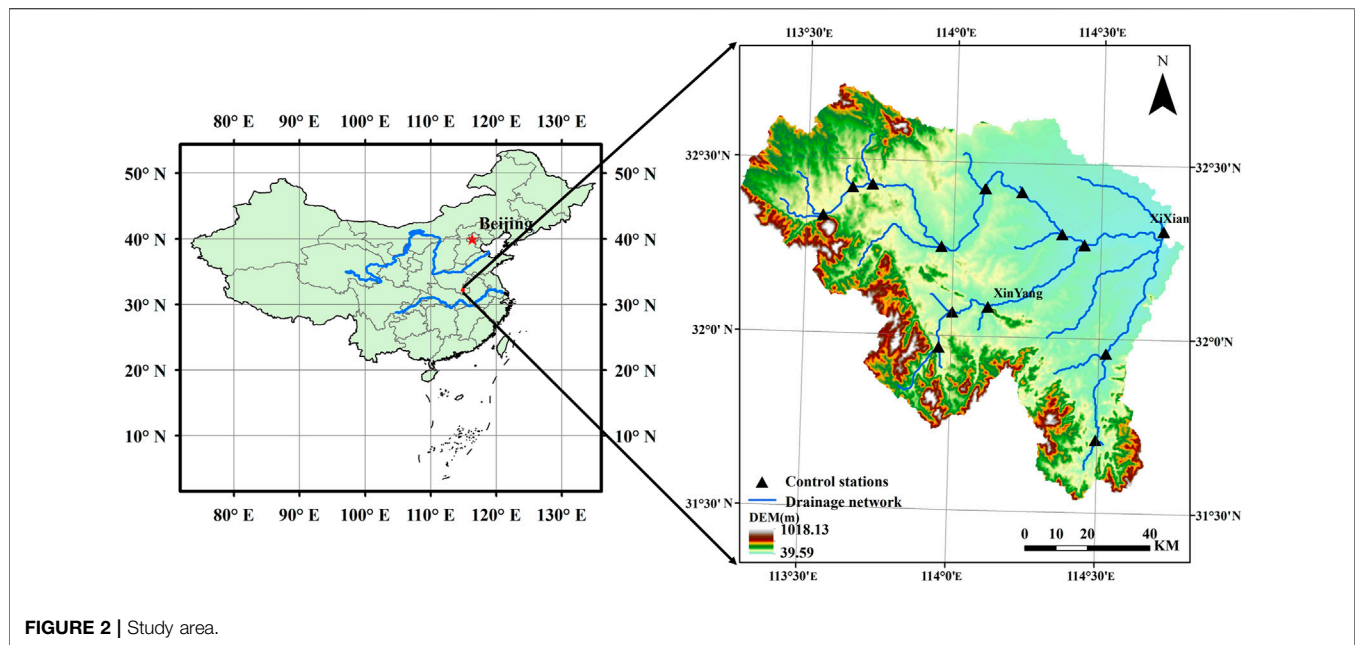 80° E 90° E 100° E 110° E 120° E 130° E
50° N
40° N
30° N
20° N
10° N
Beijing
50° N
40° N
30° N
20° N
10° N
80° E 90° E 100° E 110° E 120° E 130° E
113°30'E 114°0'E 114°30'E
N
32°30' N
32°0' N
31°30' N
XiXian
XinYang
32°30' N
32°0'N
31°30'N
Control stations
Drainage network
DEM(m)
1018.13
39.59
0 10 20 40
KM
113°30'E 114°0'E 114°30'E
FIGURE 2 | Study area.